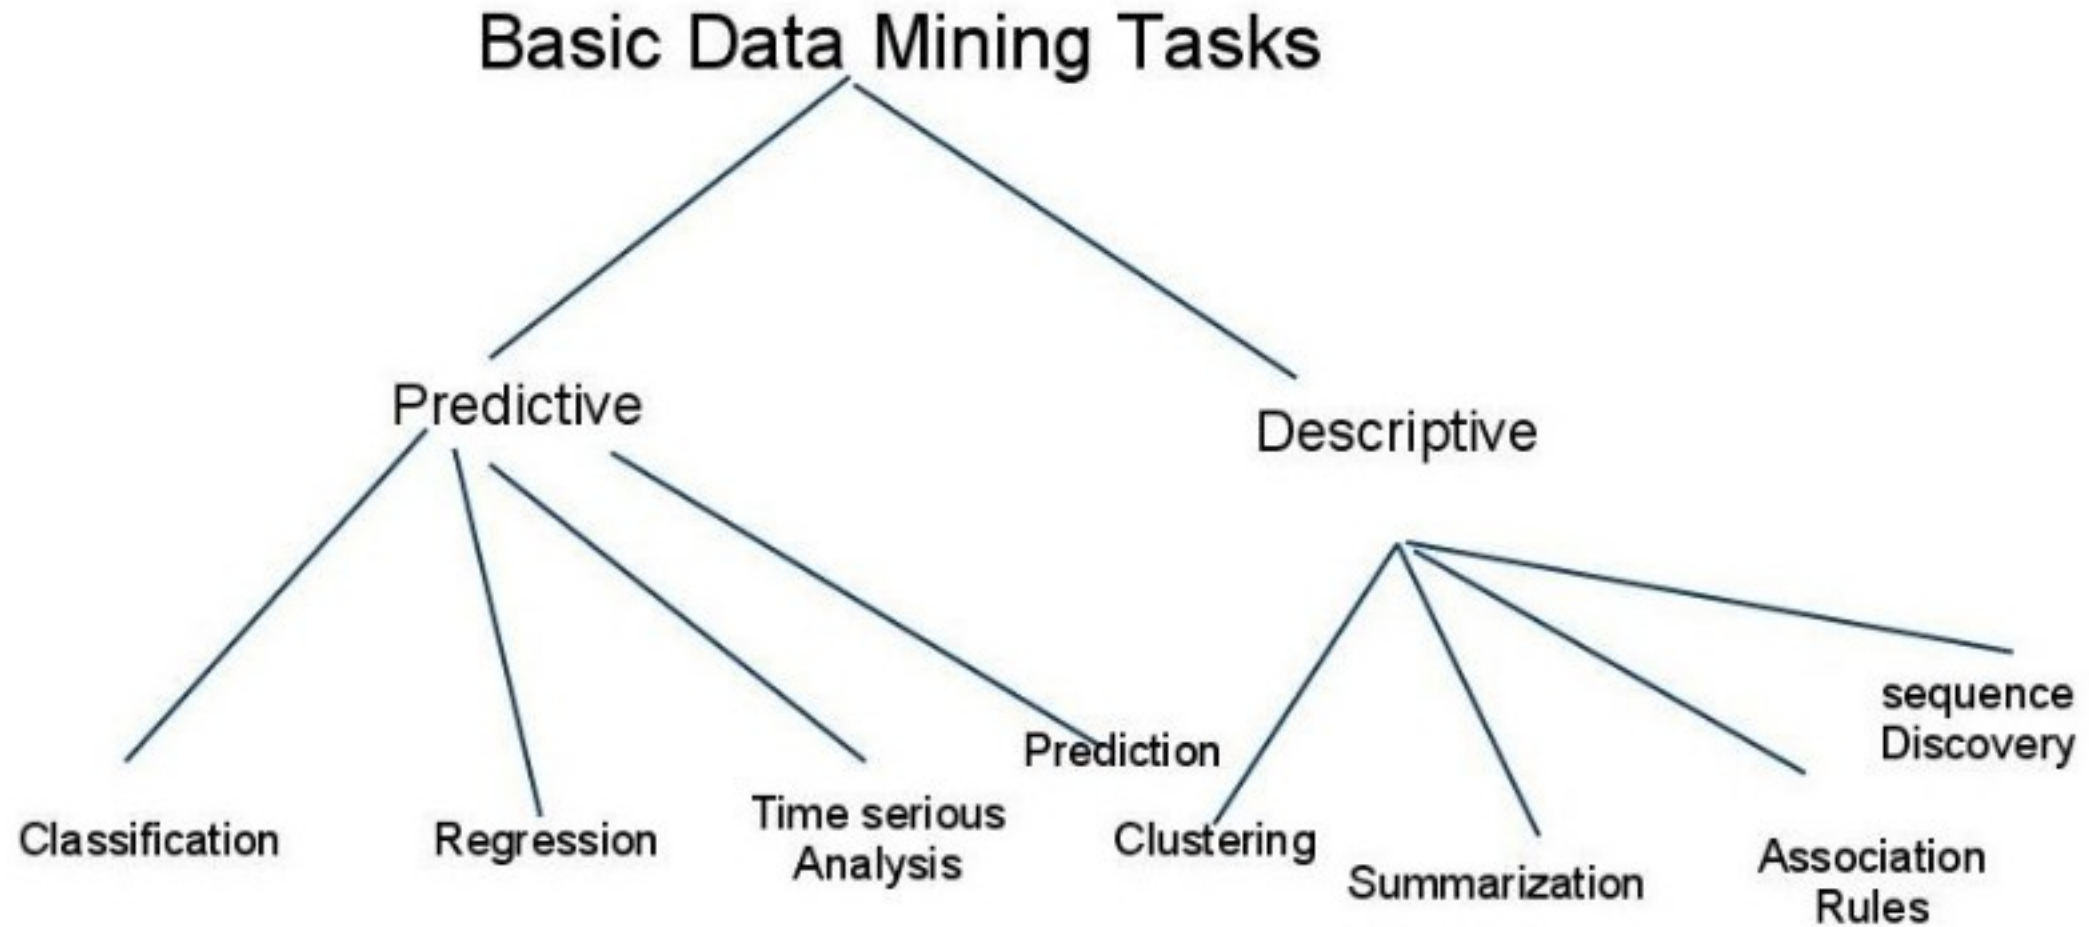 Basic Data Mining Tasks
Predictive
Descriptive
Classification
Regression
Time serious
Analysis
Prediction
Clustering
Summarization
Association
Rules
sequence
Discovery